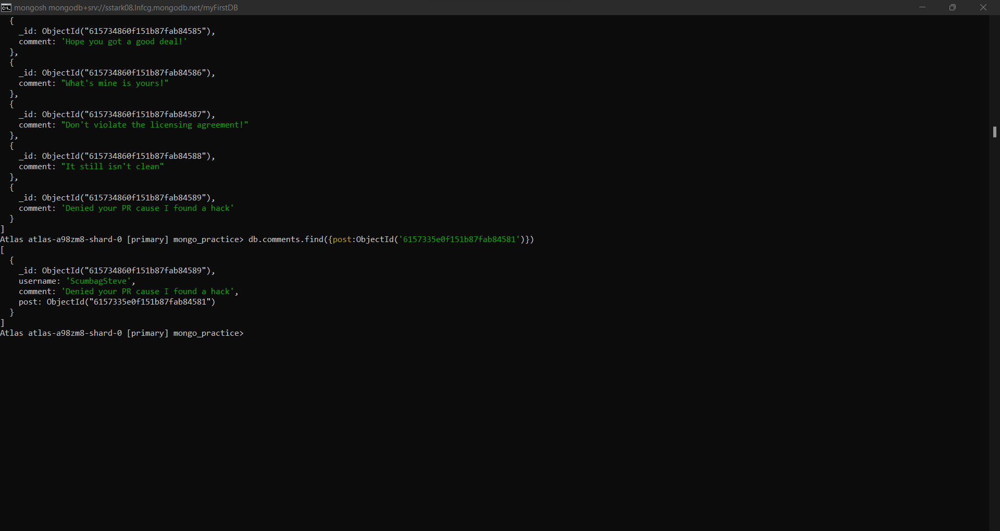 mongosh mongodb+srv://sstark08.lnfcg.mongodb.net/myFirstDB
{
_id: ObjectId("615734860f151b87fab84585"),
comment: 'Hope you got a good deal!'
},
{
_id: ObjectId("615734860f151b87fab84586"),
comment: "What's mine is yours!"
},
{
_id: ObjectId("615734860f151b87fab84587"),
comment: "Don't violate the licensing agreement!"
},
{
_id: ObjectId("615734860f151b87fab84588"),
comment: "It still isn't clean"
},
{
_id: ObjectId("615734860f151b87fab84589"),
comment: 'Denied your PR cause I found a hack'
}
]
Atlas atlas-a98zm8-shard-0 [primary] mongo_practice> db.comments.find({post:ObjectId('6157335e0f151b87fab84581')})
[
{
_id: ObjectId("615734860f151b87fab84589"),
username: 'ScumbagSteve',
comment: 'Denied your PR cause I found a hack',
post: ObjectId("6157335e0f151b87fab84581")
}
]
Atlas atlas-a98zm8-shard-0 [primary] mongo_practice>